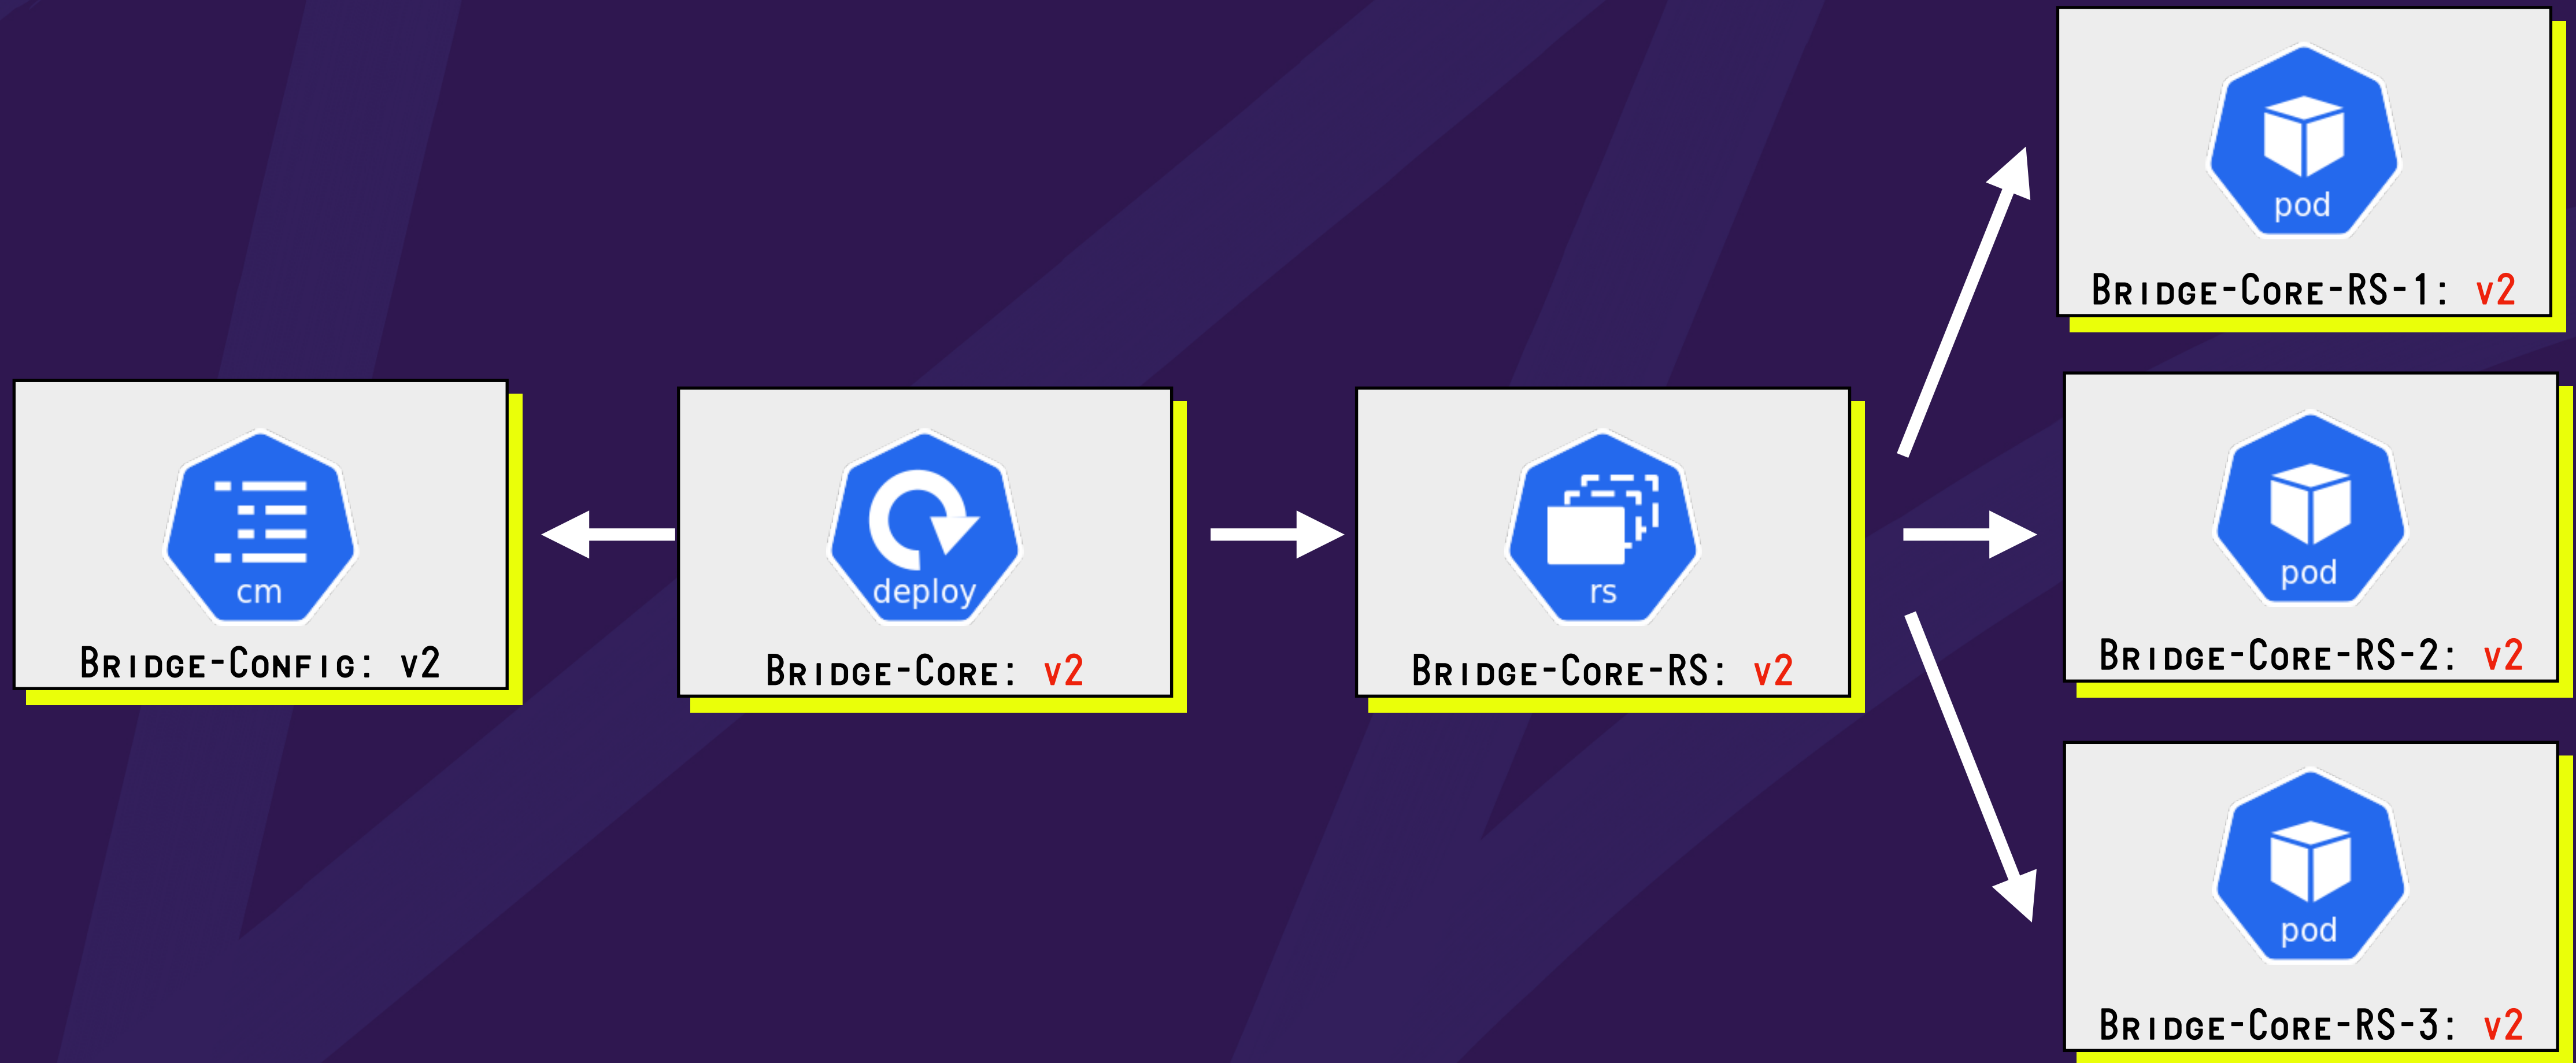 cm
Bridge-Config: v2
deploy
Bridge-Core: v2
rs
Bridge-Core-RS: v2
pod
Bridge-Core-RS-1: v2
pod
Bridge-Core-RS-2: v2
pod
Bridge-Core-RS-3: v2